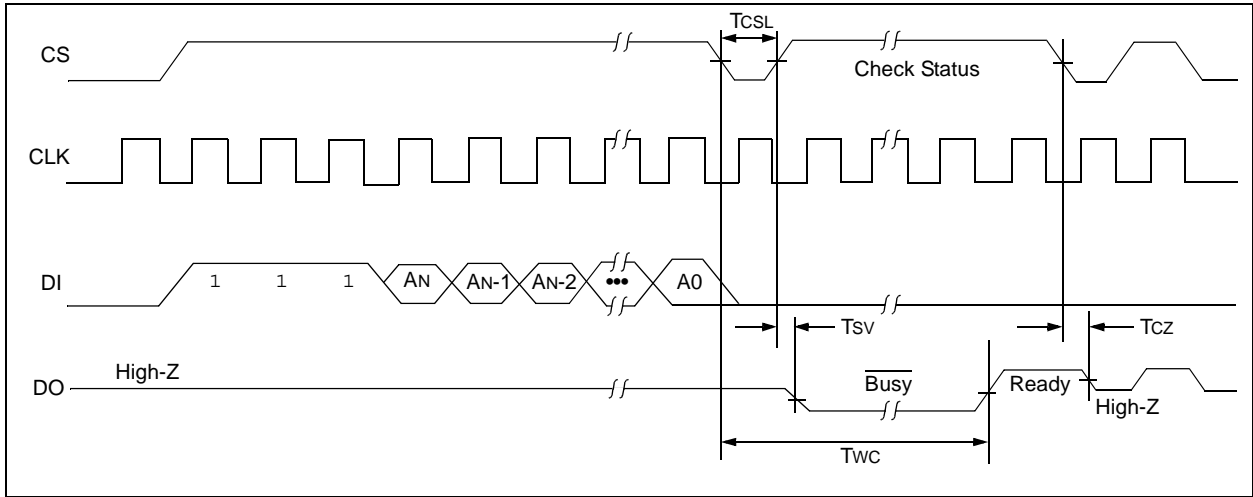 TCSL
CS
Check Status
CLK
DI
1 1 1 AN AN-1 AN-2 ••• A0
TSV
TCZ
High-Z
DO
Busy
Ready
High-Z
TWC